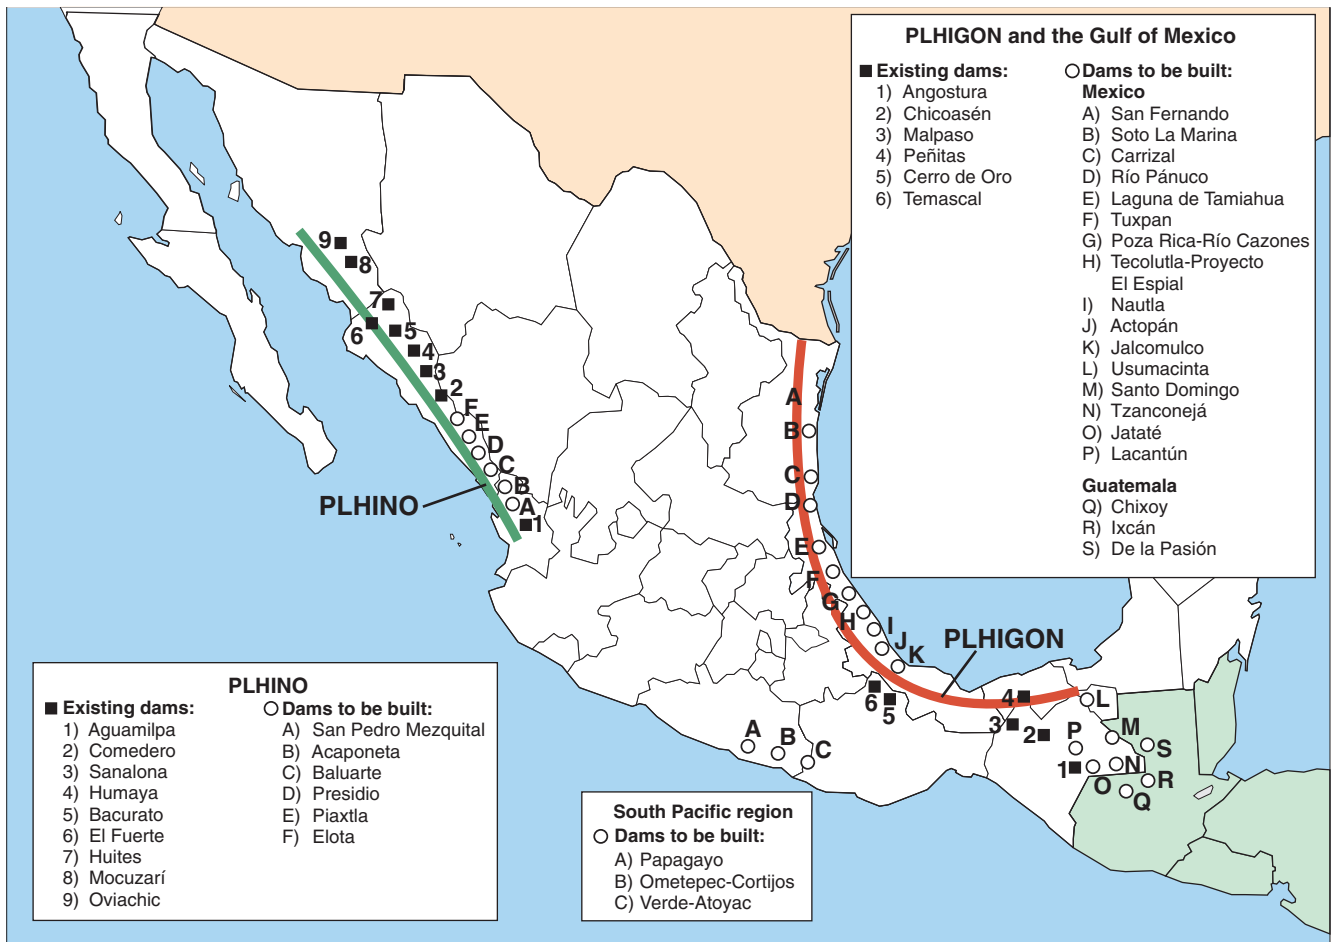 PLHIGON and the Gulf of Mexico
Existing dams:
1) Angostura
2) Chicoasén
3) Malpaso
4) Peñitas
5) Cerro de Oro
6) Temascal
Dams to be built:
Mexico
A) San Fernando
B) Soto La Marina
C) Carrizal
D) Río Pánuco
E) Laguna de Tamiahua
F) Tuxpan
G) Poza Rica-Río Cazones
H) Tecolutla-Proyecto
El Espial
I) Nautla
J) Actopán
K) Jalcomulco
L) Usumacinta
M) Santo Domingo
N) Tzanconejá
O) Jataté
P) Lacantún
Guatemala
Q) Chixoy
R) Ixcán
S) De la Pasión
9
8
7
6
5
4
3
2
F
E
D
C
B
A
1
PLHINO
A
B
C
D
E
F
G
H
I
J
K
PLHIGON
6
5
4
3
2
1
L
M
P
S
N
O
R
Q
A
B
C
PLHINO
Existing dams:
1) Aguamilpa
2) Comedero
3) Sanalona
4) Humaya
5) Bacurato
6) El Fuerte
7) Huites
8) Mocuzarí
9) Oviachic
Dams to be built:
A) San Pedro Mezquital
B) Acaponeta
C) Baluarte
D) Presidio
E) Piaxtla
F) Elota
South Pacific region
Dams to be built:
A) Papagayo
B) Ometepec-Cortijos
C) Verde-Atoyac